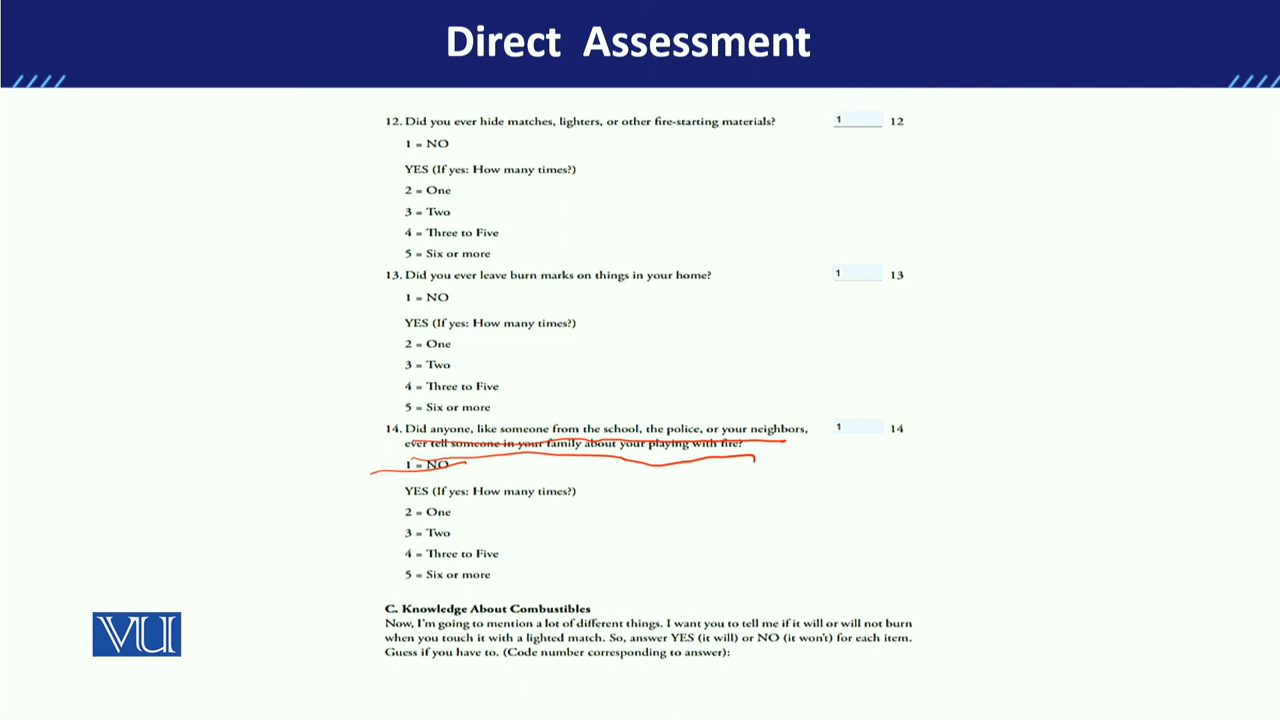 Direct Assessment
12. Did you ever hide matches, lighters, or other fire-starting materials? 1 12
1 = NO
YES (If yes: How many times?)
2 = One
3 = Two
4 = Three to Five
5 = Six or more
13. Did you ever leave burn marks on things in your home? 1 13
1 = NO
YES (If yes: How many times?)
2 = One
3 = Two
4 = Three to Five
5 = Six or more
14. Did anyone, like someone from the school, the police, or your neighbors, 1 14
ever tell someone in your family about your playing with fire?
1 = NO
YES (If yes: How many times?)
2 = One
3 = Two
4 = Three to Five
5 = Six or more
C. Knowledge About Combustibles
Now, I'm going to mention a lot of different things. I want you to tell me if it will or will not burn
when you touch it with a lighted match. So, answer YES (it will) or NO (it won't) for each item.
Guess if you have to. (Code number corresponding to answer):
VU